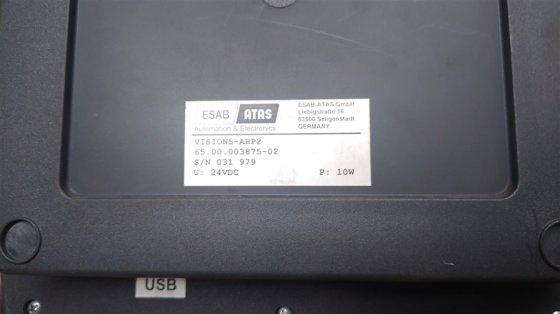 ESAB ATAS
Automation & Electronics
ESAB-ATAS GmbH
Liebigstraße 16
63500 Seligenstadt
GERMANY
VISION5-AHP2
65.00.003875-02
S/N 031 979
U: 24VDC P: 10W
USB